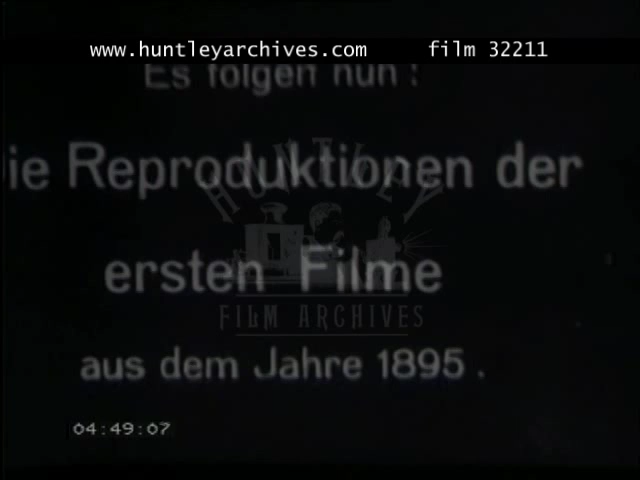 www.huntleyarchives.com film 32211
Es folgen nun :
ie Reproduktionen der
HUNTLEY
ersten Filme
FILM ARCHIVES
aus dem Jahre 1895 .
04:49:07